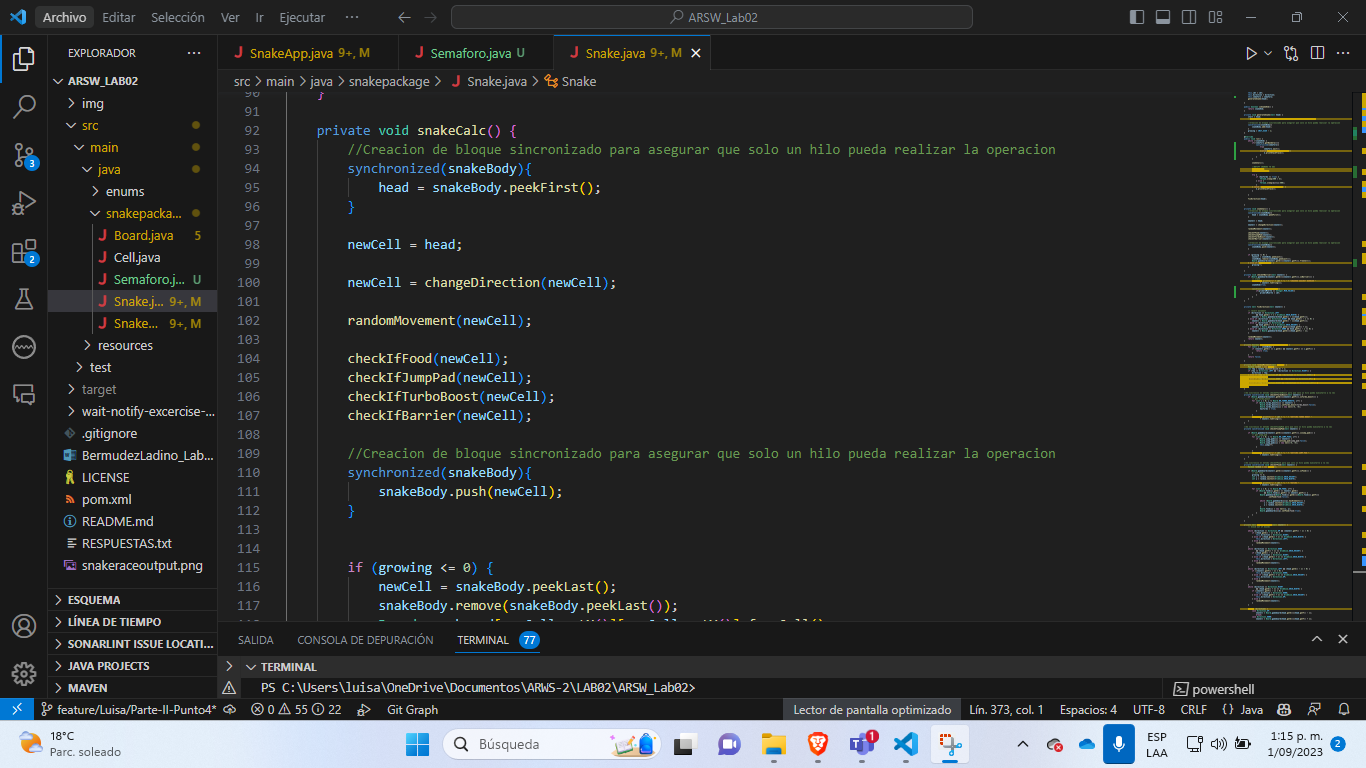 Archivo Editar Selección Ver Ir Ejecutar ··· ARSW_Lab02
EXPLORADOR ···
SnakeApp.java 9+, M Semaforo.java U Snake.java 9+, M
src > main > java > snakepackage > Snake.java > Snake
ARSW_LAB02
img
src
main
java
enums
snakepacka...
Board.java 5
Cell.java
Semaforo.j... U
Snake.j... 9+, M
Snake... 9+, M
resources
test
target
wait-notify-excercise-...
.gitignore
BermudezLadino_Lab...
LICENSE
pom.xml
README.md
RESPUESTAS.txt
snakeraceoutput.png
ESQUEMA
LÍNEA DE TIEMPO
SONARLINT ISSUE LOCATI...
JAVA PROJECTS
MAVEN
3
2
90 }
91
92 private void snakeCalc() {
93 //Creacion de bloque sincronizado para asegurar que solo un hilo pueda realizar la operacion
94 synchronized(snakeBody){
95 head = snakeBody.peekFirst();
96 }
97
98 newCell = head;
99
100 newCell = changeDirection(newCell);
101
102 randomMovement(newCell);
103
104 checkIfFood(newCell);
105 checkIfJumpPad(newCell);
106 checkIfTurboBoost(newCell);
107 checkIfBarrier(newCell);
108
109 //Creacion de bloque sincronizado para asegurar que solo un hilo pueda realizar la operacion
110 synchronized(snakeBody){
111 snakeBody.push(newCell);
112 }
113
114
115 if (growing <= 0) {
116 newCell = snakeBody.peekLast();
117 snakeBody.remove(snakeBody.peekLast());
SALIDA CONSOLA DE DEPURACIÓN TERMINAL 77
TERMINAL
PS C:\Users\luisa\OneDrive\Documentos\ARWS-2\LAB02\ARSW_Lab02>
powershell
feature/Luisa/Parte-II-Punto4* 0 55 22 Git Graph Lector de pantalla optimizado Lín. 373, col. 1 Espacios: 4 UTF-8 CRLF {} Java
18°C
Parc. soleado
Búsqueda
1
ESP
LAA
1:15 p. m.
1/09/2023
2